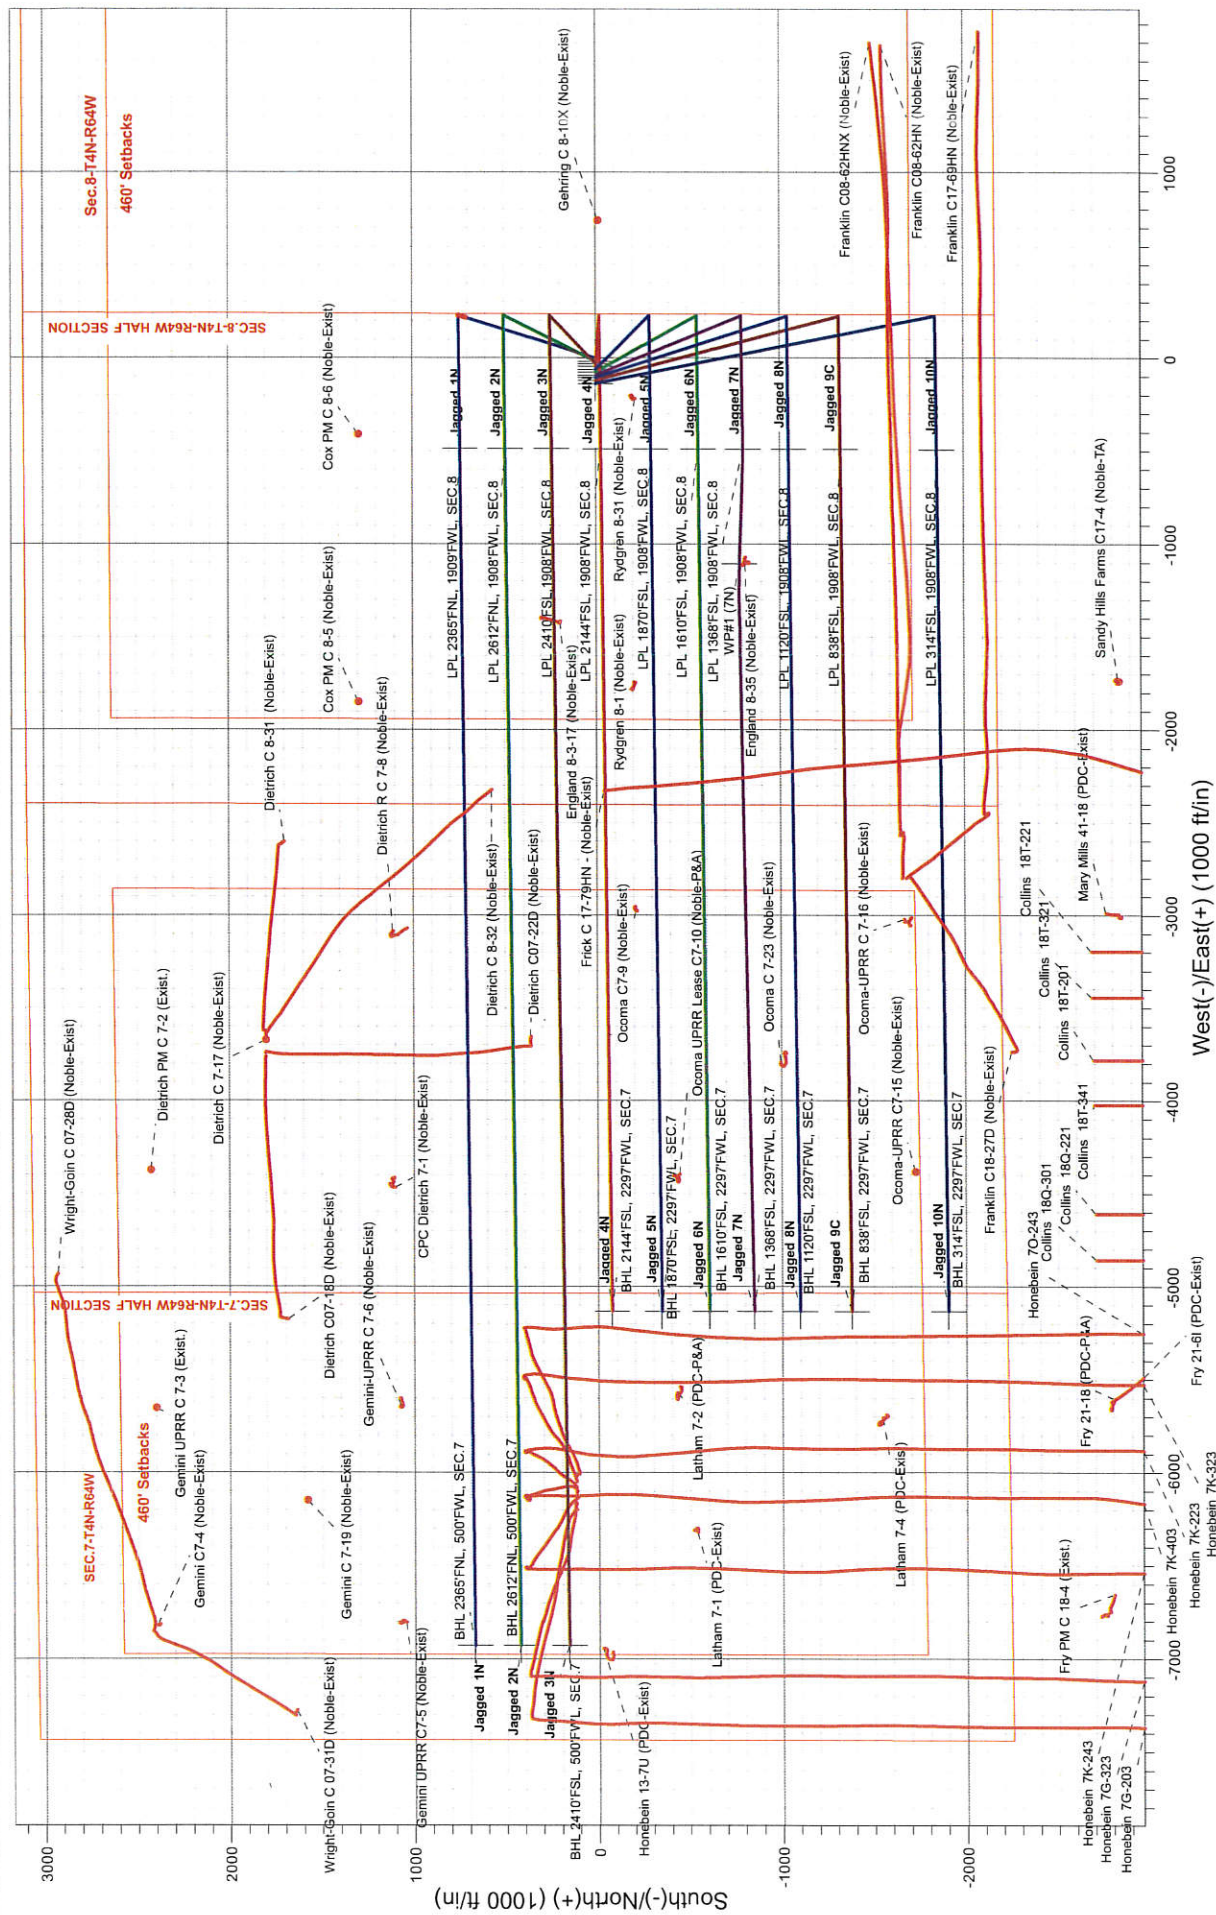 Sec.8-T4N-R64W
460' Setbacks
SEC.8-T4N-R64W HALF SECTION
Gehring C 8-10X (Noble-Exist)
Franklin C08-62HNX (Noble-Exist)
Franklin C08-62HN (Noble-Exist)
Franklin C17-69HN (Noble-Exist)
Cox PM C 8-6 (Noble-Exist)
Cox PM C 8-5 (Noble-Exist)
Jagged 1N
Jagged 2N
Jagged 3N
Jagged 4N
Jagged 5N
Jagged 6N
Jagged 7N
Jagged 8N
Jagged 9C
Jagged 10N
LPL 2365'FNL, 1909'FWL, SEC.8
LPL 2612'FNL, 1908'FWL, SEC.8
LPL 2410'FSL, 1908'FWL, SEC.8
LPL 2144'FSL, 1908'FWL, SEC.8
Rydgren 8-31 (Noble-Exist)
LPL 1870'FSL, 1908'FWL, SEC.8
LPL 1610'FSL, 1908'FWL, SEC.8
LPL 1368'FSL, 1908'FWL, SEC.8
WP#1 (7N)
LPL 1120'FSL, 1908'FWL, SEC.8
LPL 838'FSL, 1908'FWL, SEC.8
LPL 314'FSL, 1908'FWL, SEC.8
Sandy Hills Farms C17-4 (Noble-TA)
Dietrich C 8-31 (Noble-Exist)
Dietrich R C 7-8 (Noble-Exist)
England 8-3-17 (Noble-Exist)
Rydgren 8-1 (Noble-Exist)
England 8-35 (Noble-Exist)
Dietrich C 8-32 (Noble-Exist)
Dietrich C07-22D (Noble-Exist)
Frick C 17-79HN - (Noble-Exist)
Ocoma C7-9 (Noble-Exist)
Ocoma UPRR Lease C7-10 (Noble-P&A)
Ocoma C 7-23 (Noble-Exist)
Ocoma-UPRR C 7-16 (Noble-Exist)
Ocoma-UPRR C7-15 (Noble-Exist)
Franklin C18-27D (Noble-Exist)
Mary Mills 41-18 (PDC-Exist)
Collins 18T-221
Collins 18T-321
Collins 18T-201
Collins 18T-341
Collins 18Q-221
Collins 18Q-301
Honebein 7O-243
Wright-Goin C 07-28D (Noble-Exist)
Dietrich PM C 7-2 (Exist.)
Dietrich C 7-17 (Noble-Exist)
CPC Dietrich 7-1 (Noble-Exist)
Dietrich C07-18D (Noble-Exist)
SEC.7-T4N-R64W HALF SECTION
Jagged 4N
BHL 2144'FSL, 2297'FWL, SEC.7
Jagged 5N
BHL 1870'FSL, 2297'FWL, SEC.7
Jagged 6N
BHL 1610'FSL, 2297'FWL, SEC.7
Jagged 7N
BHL 1368'FSL, 2297'FWL, SEC.7
Jagged 8N
BHL 1120'FSL, 2297'FWL, SEC.7
Jagged 9C
BHL 838'FSL, 2297'FWL, SEC.7
Jagged 10N
BHL 314'FSL, 2297'FWL, SEC.7
SEC.7-T4N-R64W
460' Setbacks
Gemini UPRR C 7-3 (Exist.)
Gemini C7-4 (Noble-Exist)
Gemini-UPRR C 7-6 (Noble-Exist)
Gemini C 7-19 (Noble-Exist)
Wright-Goin C 07-31D (Noble-Exist)
Gemini UPRR C7-5 (Noble-Exist)
BHL 2365'FNL, 500'FWL, SEC.7
BHL 2612'FNL, 500'FWL, SEC.7
BHL 2410'FSL, 500'FWL, SEC.7
Jagged 1N
Jagged 2N
Jagged 3N
Honebein 13-7U (PDC-Exist)
Latham 7-2 (PDC-P&A)
Latham 7-1 (PDC-Exist)
Latham 7-4 (PDC-Exist)
Fry 21-18 (PDC-P&A)
Fry 21-6I (PDC-Exist)
Fry PM C 18-4 (Exist.)
Honebein 7K-323
Honebein 7K-223
Honebein 7K-403
Honebein 7K-243
Honebein 7G-323
Honebein 7G-203
1000
0
-1000
-2000
-3000
-4000
-5000
-6000
-7000
West(-)/East(+) (1000 ft/in)
3000
2000
1000
0
-1000
-2000
South(-)/North(+) (1000 ft/in)